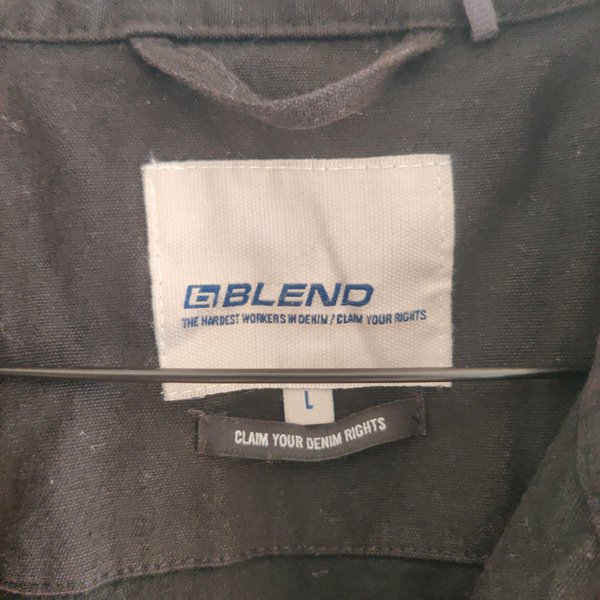 BLEND
THE HARDEST WORKERS IN DENIM / CLAIM YOUR RIGHTS
L
CLAIM YOUR DENIM RIGHTS